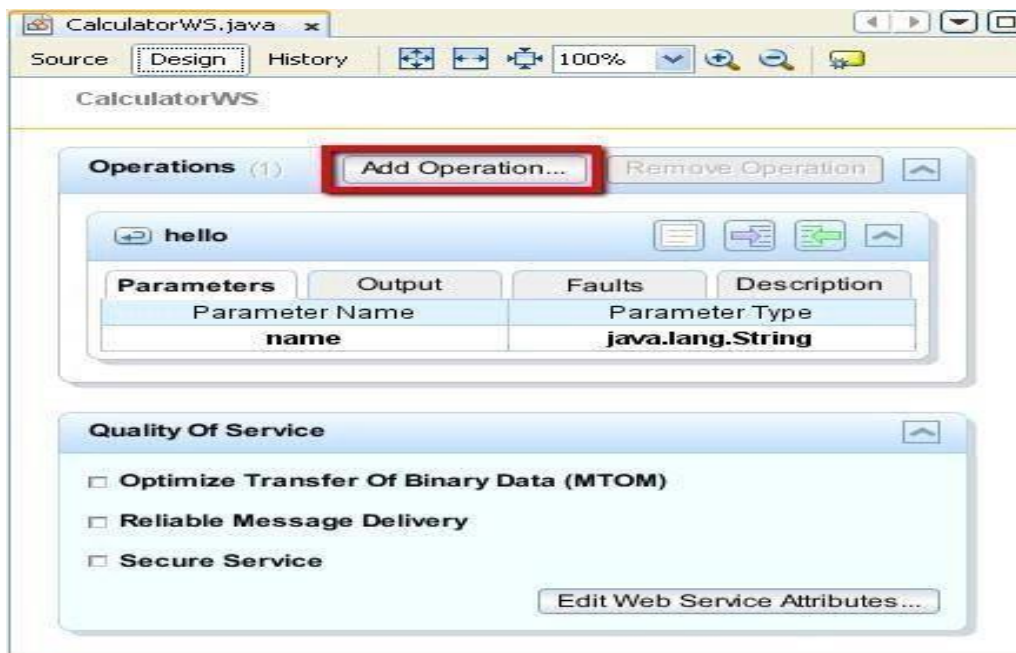 CalculatorWS.java x
Source Design History 100%
CalculatorWS
Operations (1) Add Operation... Remove Operation
hello
Parameters Output Faults Description
Parameter Name Parameter Type
name java.lang.String
Quality Of Service
Optimize Transfer Of Binary Data (MTOM)
Reliable Message Delivery
Secure Service
Edit Web Service Attributes...